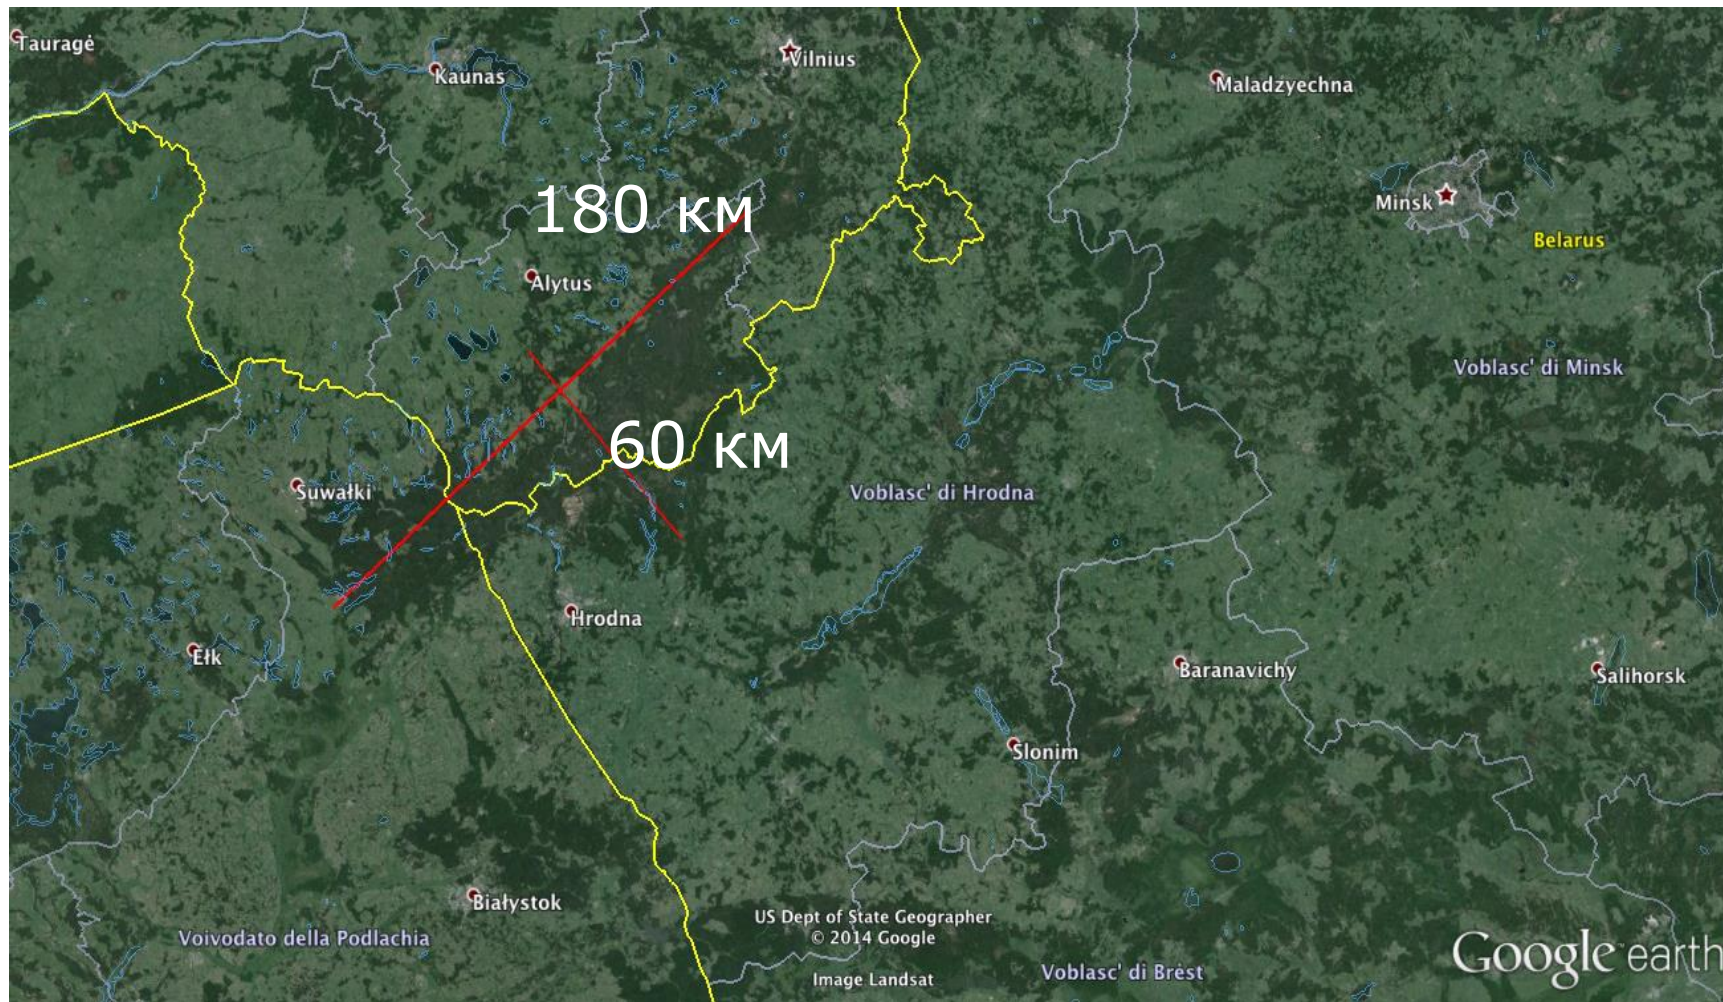 Tauragė
Kaunas
Vilnius
Maladzyechna
Minsk
180 км
Belarus
Alytus
Voblasc' di Minsk
60 км
Suwałki
Voblasc' di Hrodna
Hrodna
Ełk
Baranavichy
Salihorsk
Slonim
Białystok
US Dept of State Geographer
© 2014 Google
Voivodato della Podlachia
Google earth
Image Landsat
Voblasc' di Brèst